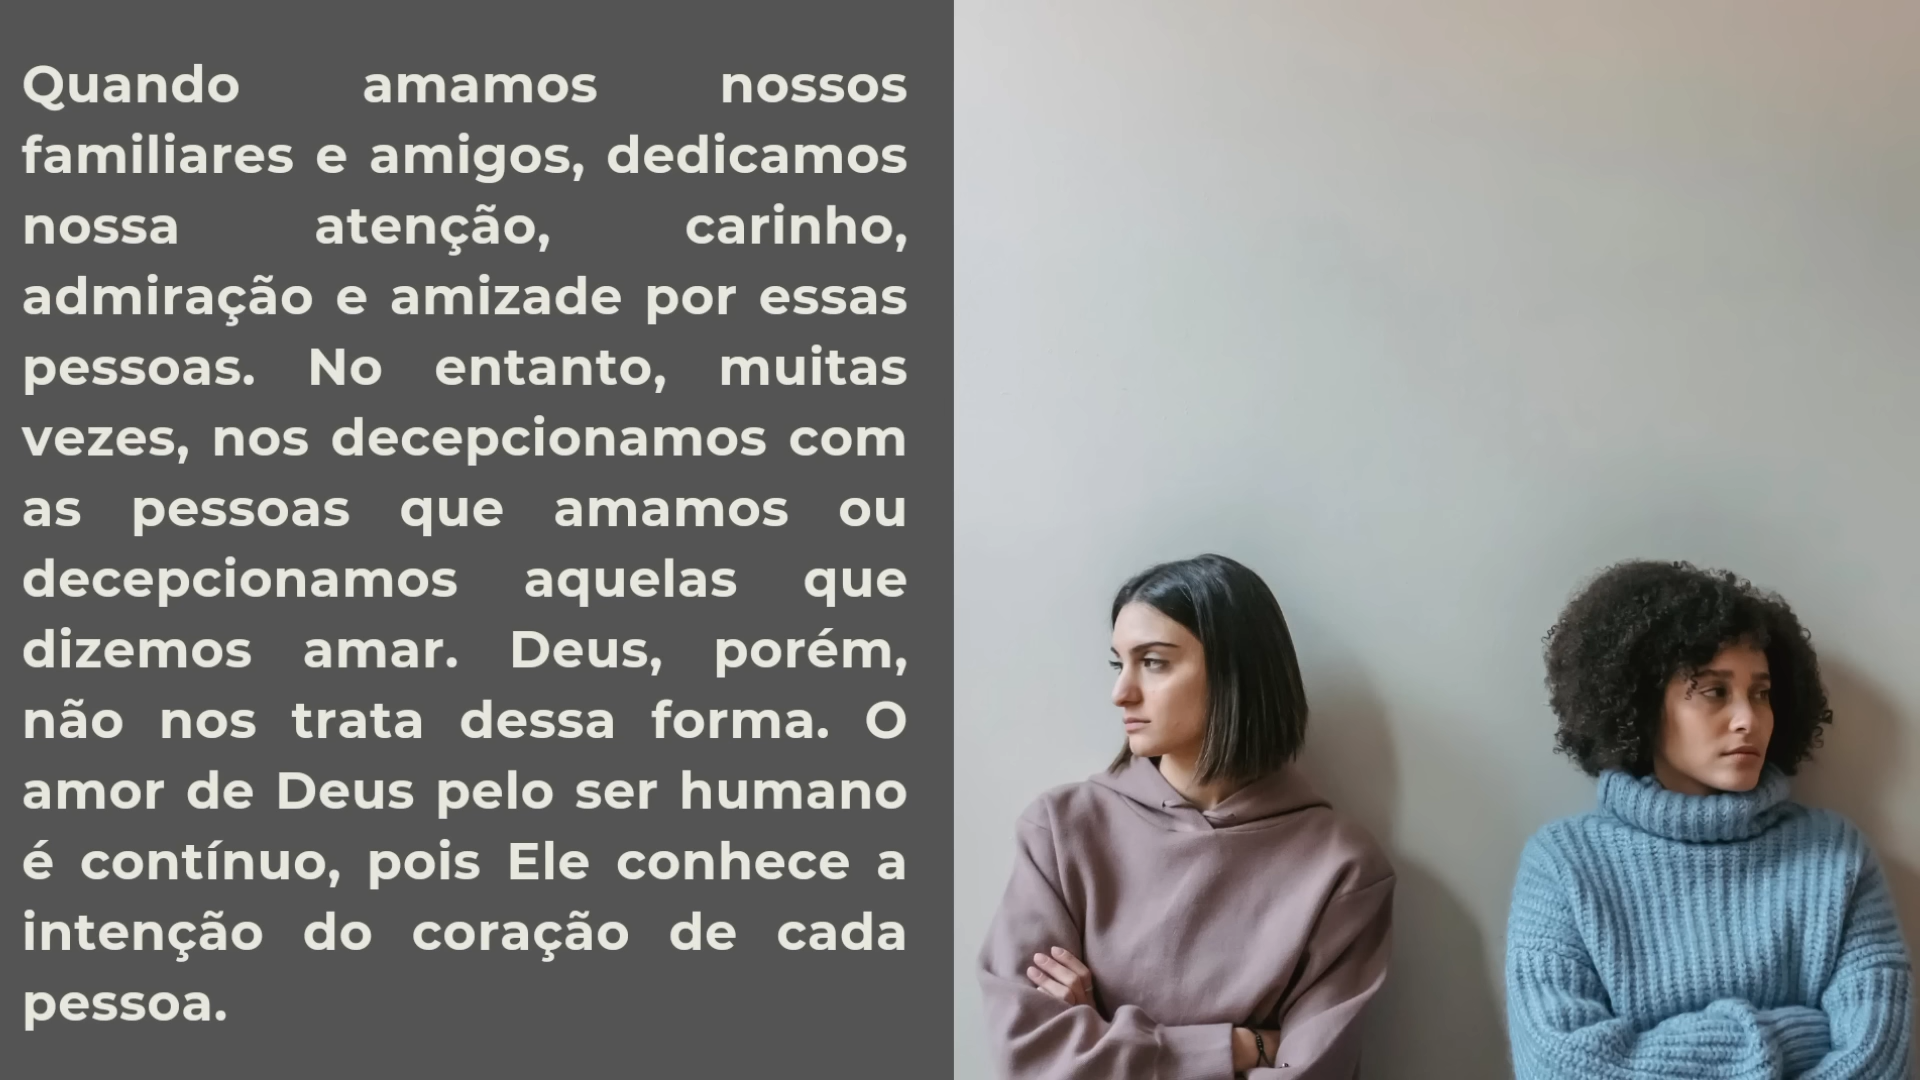 Quando amamos nossos
familiares e amigos, dedicamos
nossa atenção, carinho,
admiração e amizade por essas
pessoas. No entanto, muitas
vezes, nos decepcionamos com
as pessoas que amamos ou
decepcionamos aquelas que
dizemos amar. Deus, porém,
não nos trata dessa forma. O
amor de Deus pelo ser humano
é contínuo, pois Ele conhece a
intenção do coração de cada
pessoa.